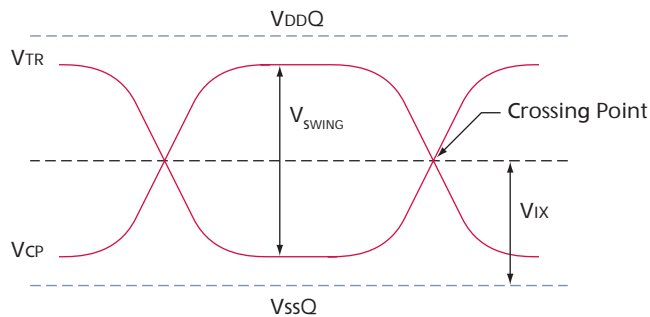 VDDQ
VTR
VSWING
Crossing Point
VIX
VCP
VssQ